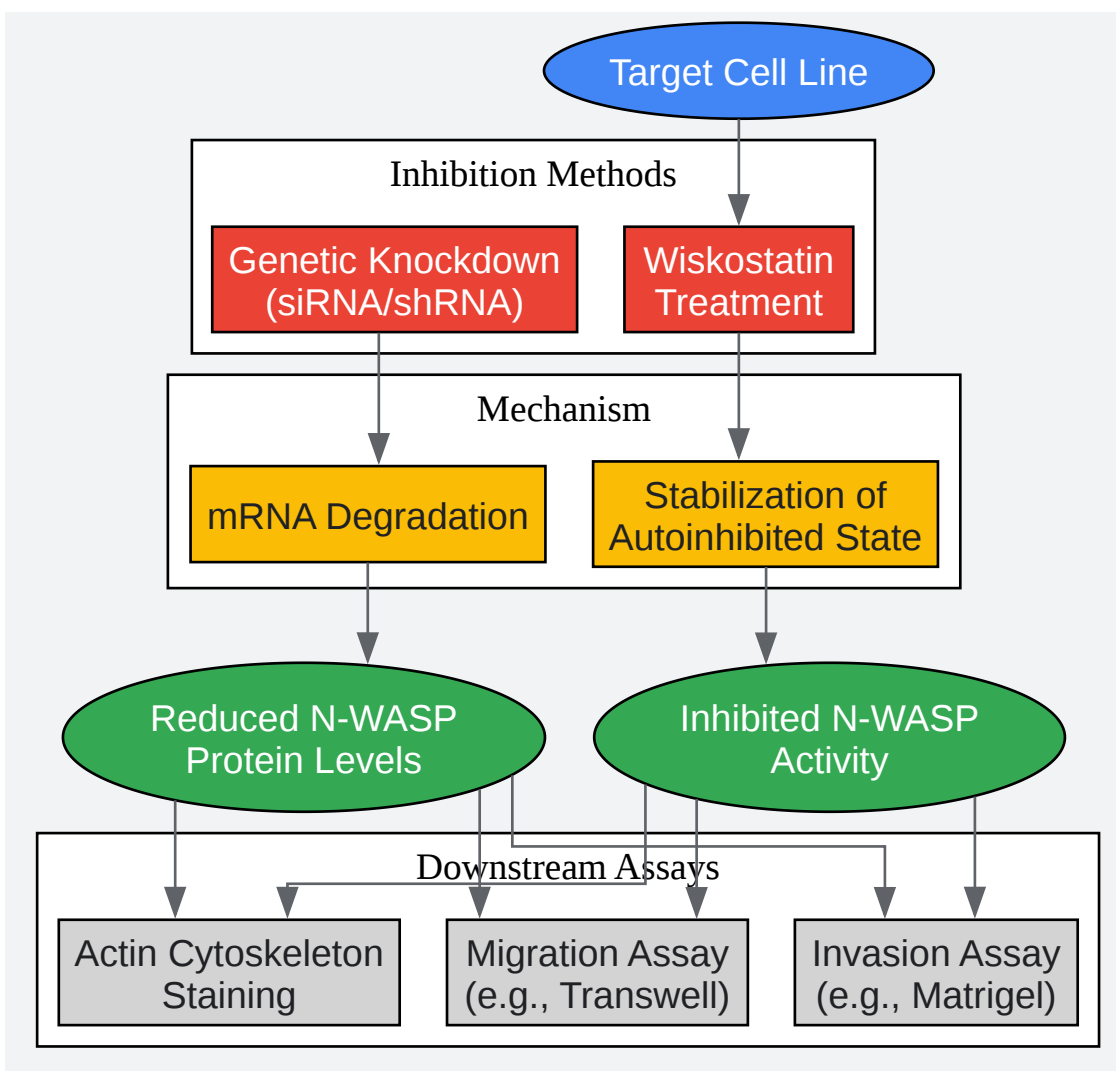 Target Cell Line
Inhibition Methods
Genetic Knockdown
(siRNA/shRNA)
Wiskostatin
Treatment
Mechanism
mRNA Degradation
Stabilization of
Autoinhibited State
Reduced N-WASP
Protein Levels
Inhibited N-WASP
Activity
Downstream Assays
Actin Cytoskeleton
Staining
Migration Assay
(e.g., Transwell)
Invasion Assay
(e.g., Matrigel)